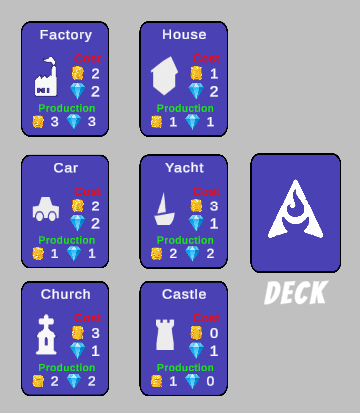 Factory
Cost
2
2
Production
3 3
House
Cost
1
2
Production
1 1
Car
Cost
2
2
Production
1 1
Yacht
Cost
3
1
Production
2 2
DECK
Church
Cost
3
1
Production
2 2
Castle
Cost
0
1
Production
1 0